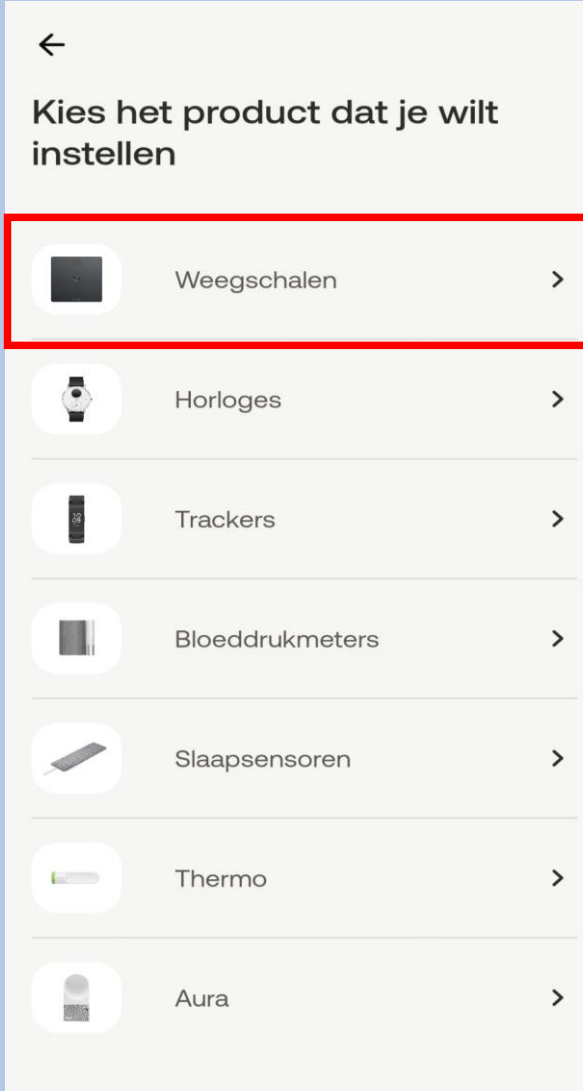 Kies het product dat je wilt
instellen
Weegschalen
Horloges
Trackers
Bloeddrukmeters
Slaapsensoren
Thermo
Aura